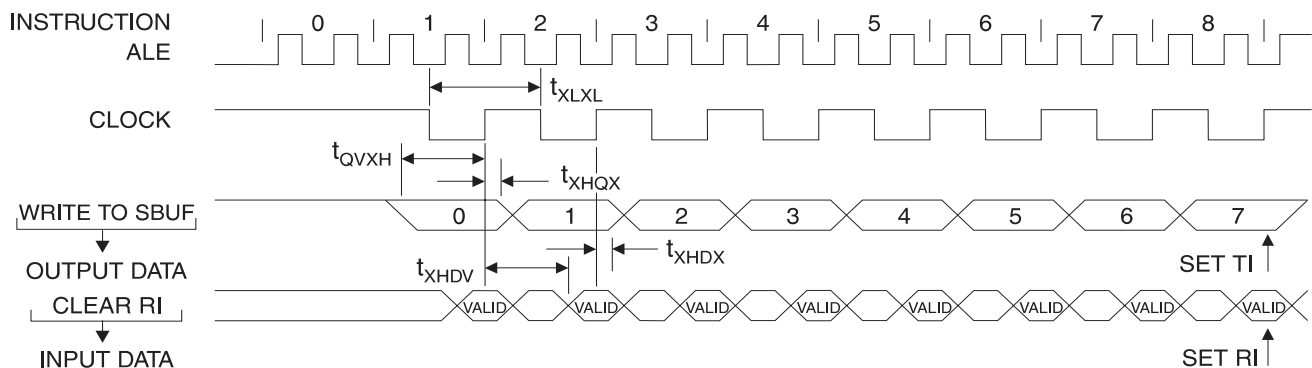 INSTRUCTION 0 1 2 3 4 5 6 7 8
ALE
tXLXL
CLOCK
tQVXH
tXHQX
WRITE TO SBUF 0 1 2 3 4 5 6 7
tXHDX
tXHDV
OUTPUT DATA SET TI
CLEAR RI VALID VALID VALID VALID VALID VALID VALID VALID
INPUT DATA SET RI